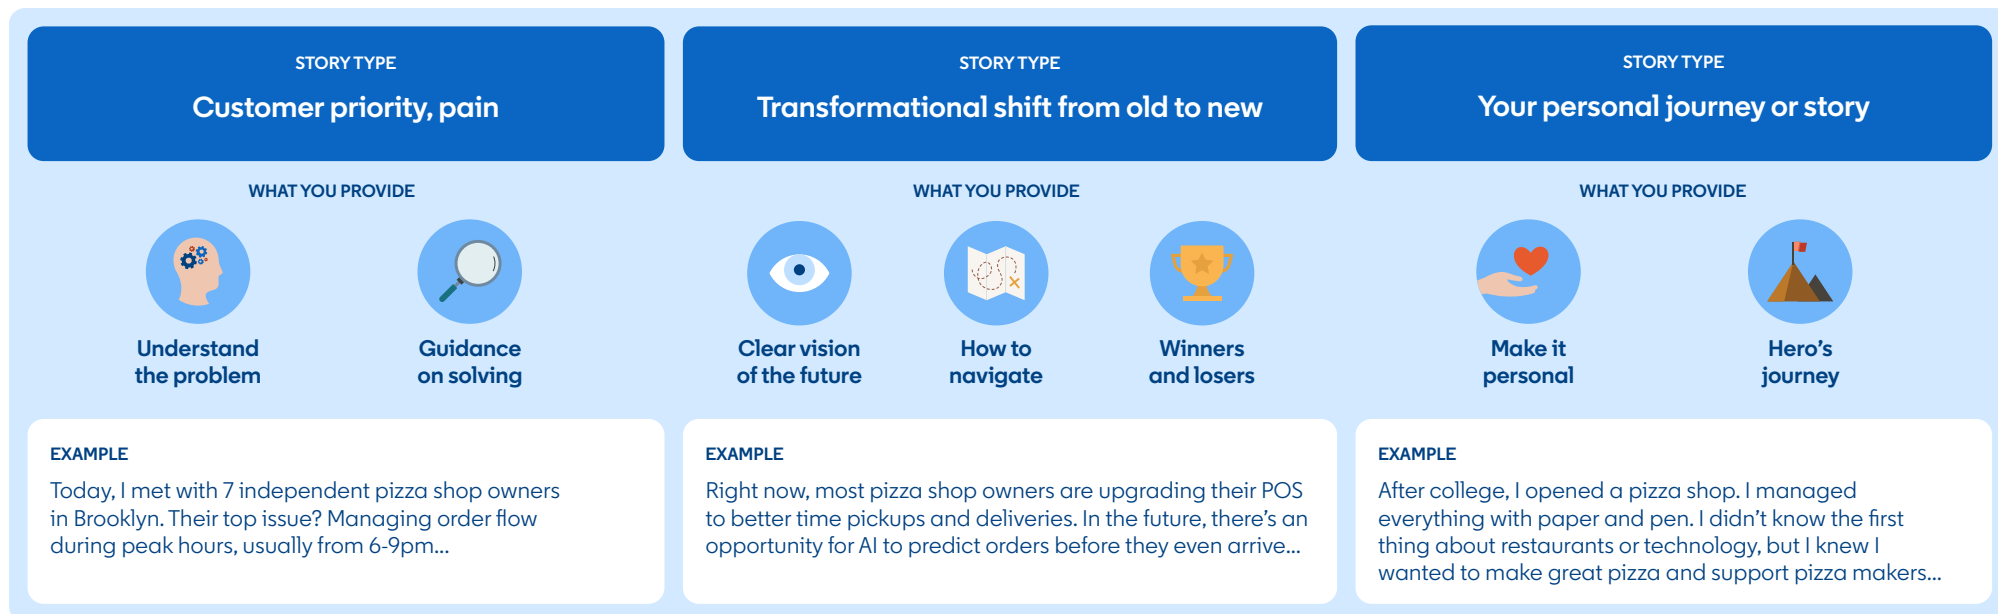 STORY TYPE
Customer priority, pain
WHAT YOU PROVIDE
Understand
the problem
Guidance
on solving
EXAMPLE
Today, I met with 7 independent pizza shop owners
in Brooklyn. Their top issue? Managing order flow
during peak hours, usually from 6-9pm...
STORY TYPE
Transformational shift from old to new
WHAT YOU PROVIDE
Clear vision
of the future
How to
navigate
Winners
and losers
EXAMPLE
Right now, most pizza shop owners are upgrading their POS
to better time pickups and deliveries. In the future, there’s an
opportunity for AI to predict orders before they even arrive...
STORY TYPE
Your personal journey or story
WHAT YOU PROVIDE
Make it
personal
Hero’s
journey
EXAMPLE
After college, I opened a pizza shop. I managed
everything with paper and pen. I didn’t know the first
thing about restaurants or technology, but I knew I
wanted to make great pizza and support pizza makers...